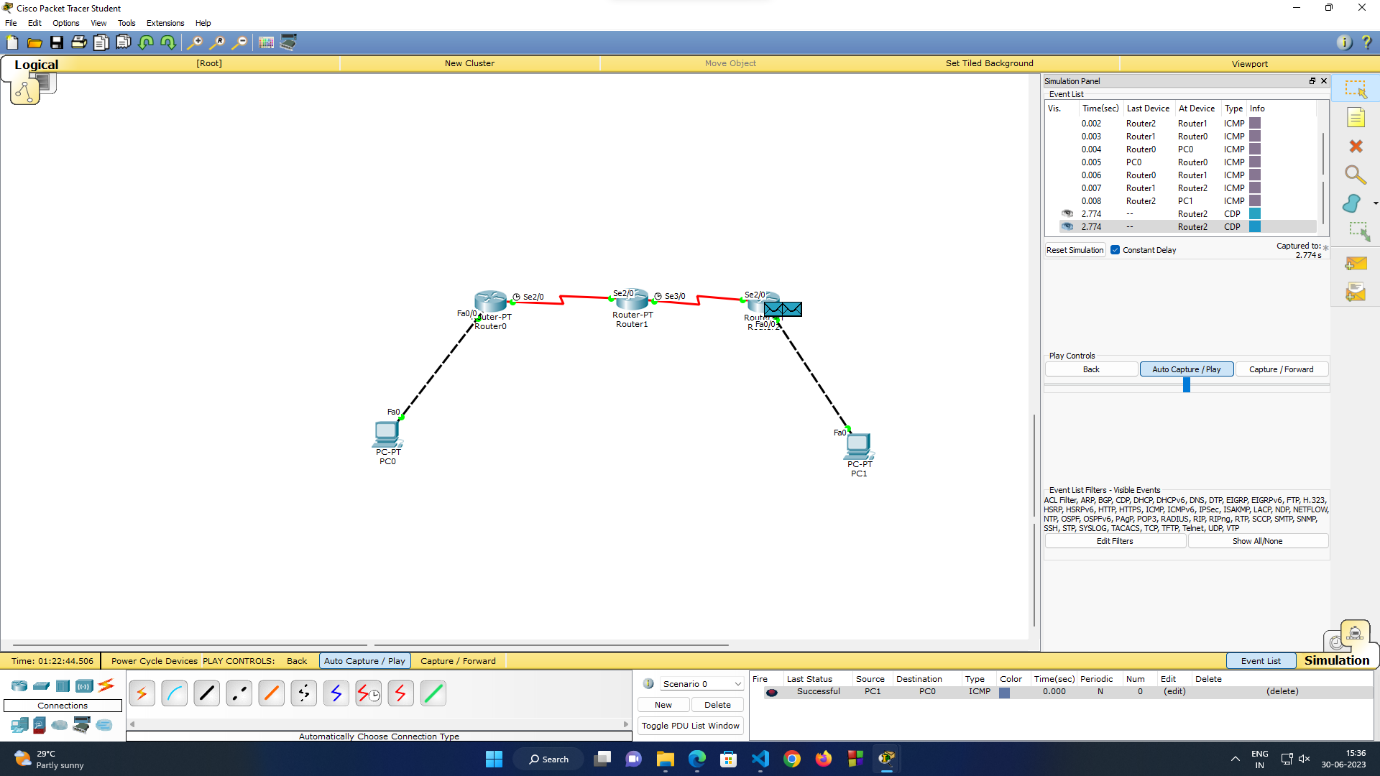 Cisco Packet Tracer Student
File Edit Options View Tools Extensions Help
Logical [Root] New Cluster Move Object Set Tiled Background Viewport
Simulation Panel
Event List
Vis. Time(sec) Last Device At Device Type Info
0.002 Router2 Router1 ICMP
0.003 Router1 Router0 ICMP
0.004 Router0 PC0 ICMP
0.005 PC0 Router0 ICMP
0.006 Router0 Router1 ICMP
0.007 Router1 Router2 ICMP
0.008 Router2 PC1 ICMP
2.774 -- Router2 CDP
2.774 -- Router2 CDP
Reset Simulation Constant Delay Captured to: *
2.774 s
Se2/0 Se2/0 Se3/0 Se2/0
Fa0/0
Router-PT
Router0
Router-PT
Router1
Fa0/0
Play Controls
Back Auto Capture / Play Capture / Forward
Fa0
PC-PT
PC0
Fa0
PC-PT
PC1
Event List Filters - Visible Events
ACL Filter, ARP, BGP, CDP, DHCP, DHCPv6, DNS, DTP, EIGRP, EIGRPv6, FTP, H.323,
HSRP, HSRPv6, HTTP, HTTPS, ICMP, ICMPv6, IPSec, ISAKMP, LACP, NDP, NETFLOW,
NTP, OSPF, OSPFv6, PAgP, POP3, RADIUS, RIP, RIPng, RTP, SCCP, SMTP, SNMP,
SSH, STP, SYSLOG, TACACS, TCP, TFTP, Telnet, UDP, VTP
Edit Filters Show All/None
Time: 01:22:44.506 Power Cycle Devices PLAY CONTROLS: Back Auto Capture / Play Capture / Forward Event List Simulation
Connections
Automatically Choose Connection Type
Scenario 0
New Delete
Toggle PDU List Window
Fire Last Status Source Destination Type Color Time(sec) Periodic Num Edit Delete
Successful PC1 PC0 ICMP 0.000 N 0 (edit) (delete)
29°C
Partly sunny
Search
ENG
IN
15:36
30-06-2023